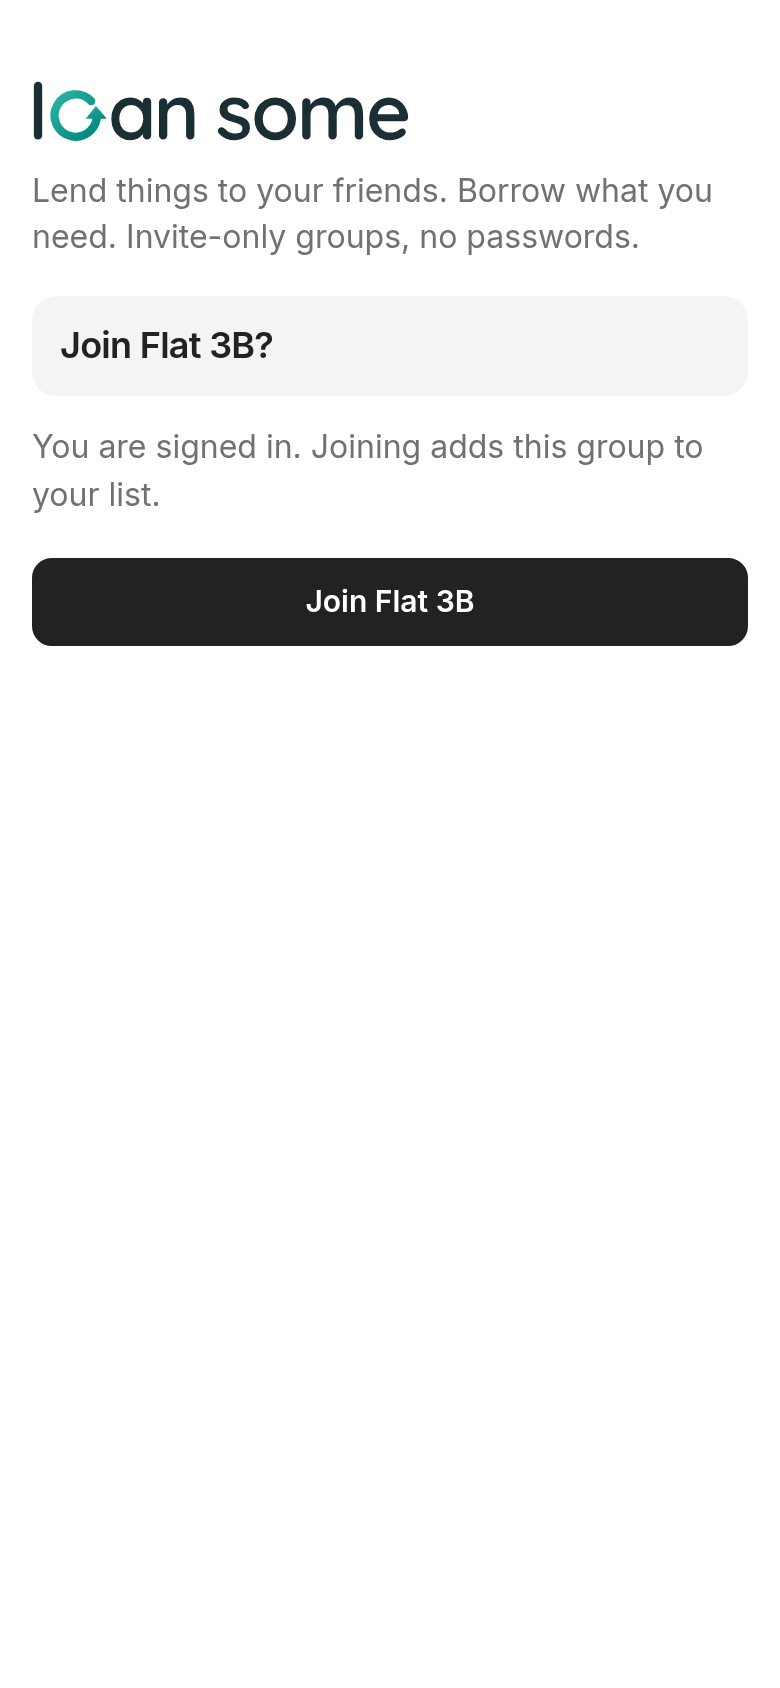 loan some
Lend things to your friends. Borrow what you
need. Invite-only groups, no passwords.
Join Flat 3B?
You are signed in. Joining adds this group to
your list.
Join Flat 3B